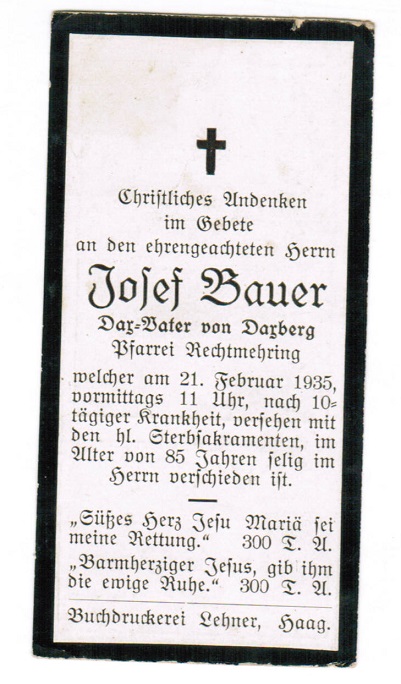 Christliches Andenken
im Gebete
an den ehrengeachteten Herrn
Josef Bauer
Dax=Vater von Daxberg
Pfarrei Rechtmehring
welcher am 21. Februar 1935,
vormittags 11 Uhr, nach 10=
tägiger Krankheit, versehen mit
den hl. Sterbsakramenten, im
Alter von 85 Jahren selig im
Herrn verschieden ist.
„Süßes Herz Jesu Mariä sei
meine Rettung.“ 300 T. A.
„Barmherziger Jesus, gib ihm
die ewige Ruhe.“ 300 T. A.
Buchdruckerei Lehner, Haag.